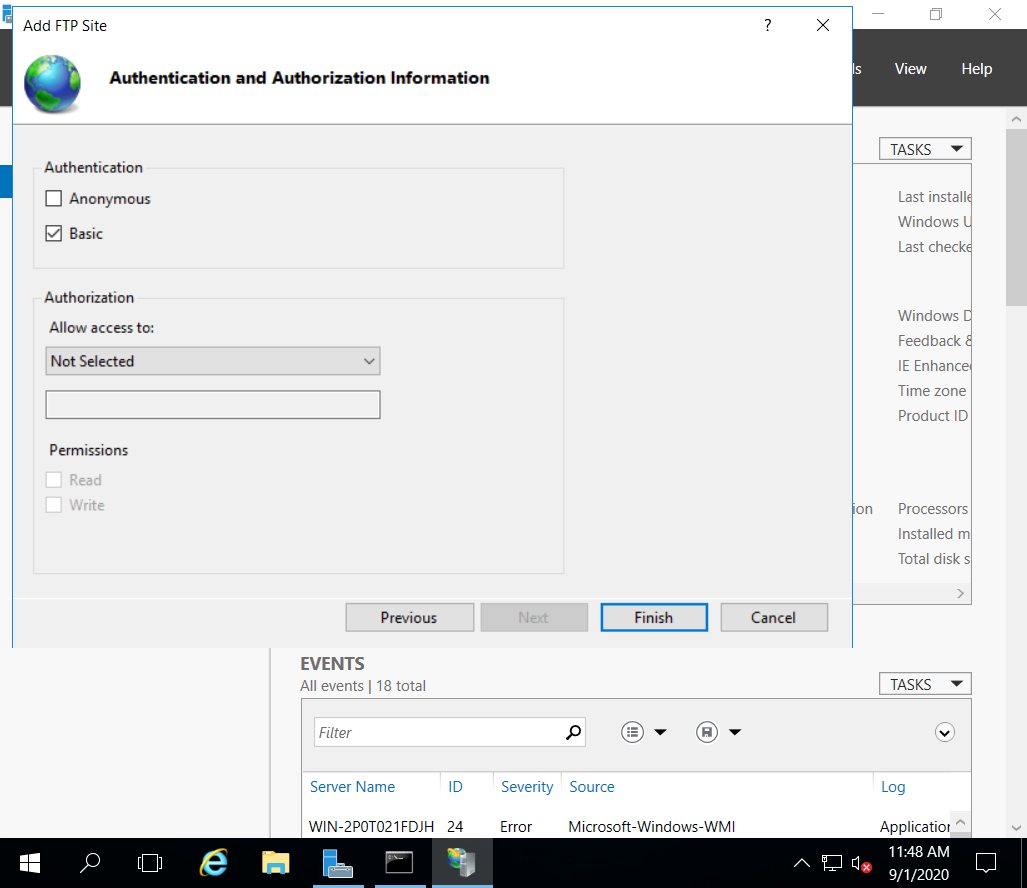 Add FTP Site
?
Authentication and Authorization Information
ls
View
Help
TASKS
Authentication
Anonymous
Basic
Authorization
Allow access to:
Not Selected
Permissions
Read
Write
Previous
Next
Finish
Cancel
Last installe
Windows U
Last checke
Windows D
Feedback &
IE Enhance
Time zone
Product ID
ion
Processors
Installed m
Total disk s
EVENTS
All events | 18 total
TASKS
Filter
Server Name ID Severity Source Log
WIN-2P0T021FDJH 24 Error Microsoft-Windows-WMI Application
11:48 AM
9/1/2020